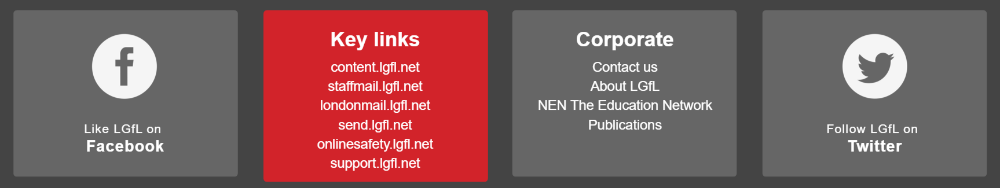 Like LGfL on
Facebook
Key links
content.lgfl.net
staffmail.lgfl.net
londonmail.lgfl.net
send.lgfl.net
onlinesafety.lgfl.net
support.lgfl.net
Corporate
Contact us
About LGfL
NEN The Education Network
Publications
Follow LGfL on
Twitter